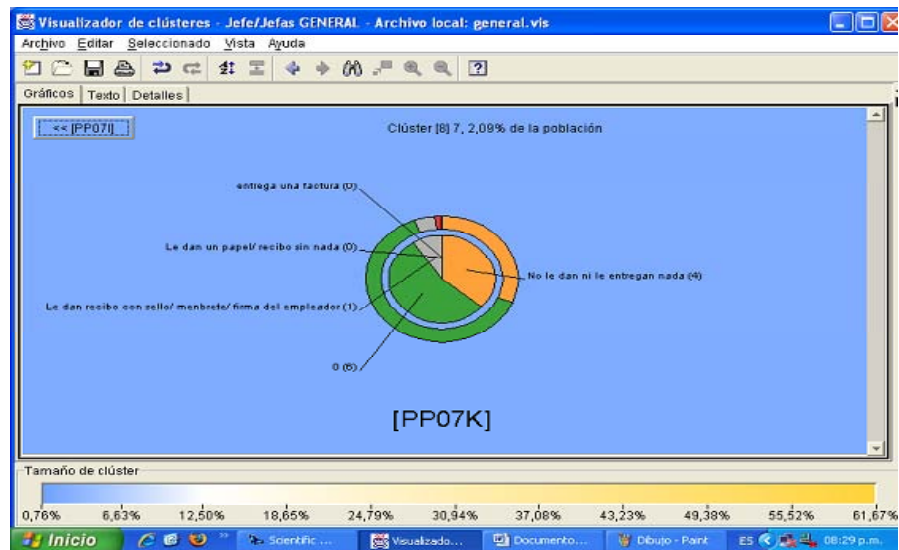 Visualizador de clústeres - Jefe/Jefas GENERAL - Archivo local: general.vis
Archivo Editar Seleccionado Vista Ayuda
Gráficos Texto Detalles
<< [PP07I]
Clúster [8] 7, 2,09% de la población
entrega una factura (0)
Le dan un papel/ recibo sin nada (0)
No le dan ni le entregan nada (4)
Le dan recibo con sello/ menbrete/ firma del empleador (1)
0 (6)
[PP07K]
Tamaño de clúster
0,76% 6,63% 12,50% 18,65% 24,79% 30,94% 37,08% 43,23% 49,38% 55,52% 61,67%
Inicio Scientific ... Visualizado... Documento... Dibujo - Paint ES 08:29 p.m.